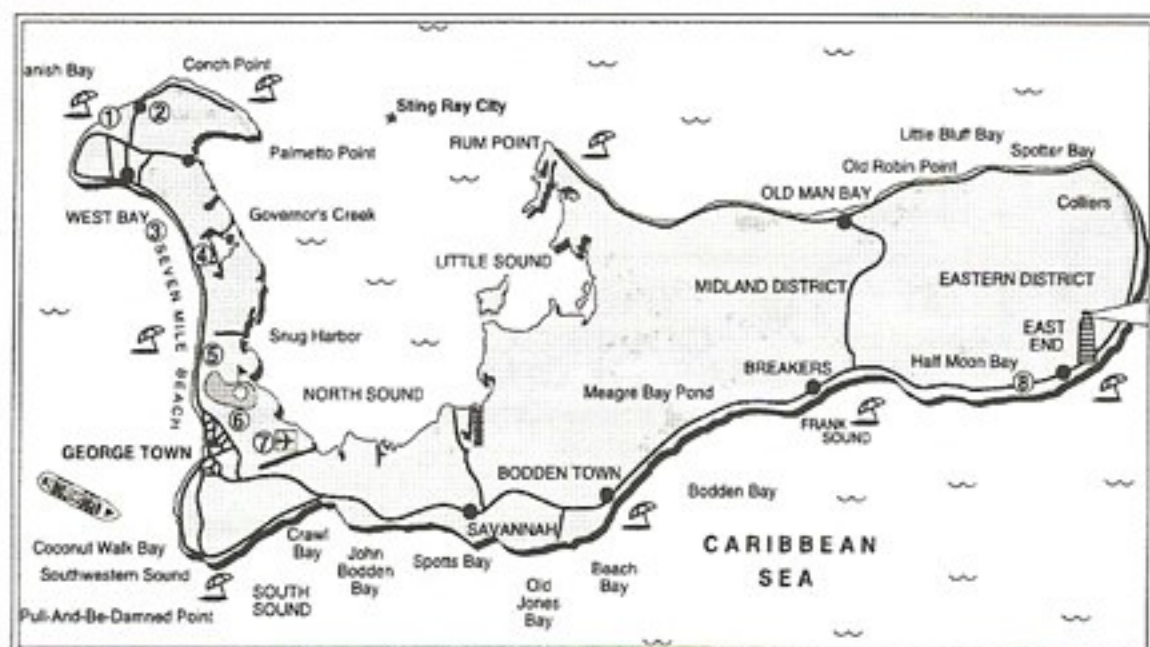 anish Bay
Conch Point
①
②
Sting Ray City
RUM POINT
Palmetto Point
Little Bluff Bay
Spotter Bay
Old Robin Point
OLD MAN BAY
Colliers
WEST BAY
Governor's Creek
③
④
SEVEN MILE BEACH
LITTLE SOUND
MIDLAND DISTRICT
EASTERN DISTRICT
Snug Harbor
EAST
END
⑤
NORTH SOUND
Meagre Bay Pond
BREAKERS
Half Moon Bay
⑧
FRANK
SOUND
⑥
⑦
GEORGE TOWN
BODDEN TOWN
Bodden Bay
SAVANNAH
Coconut Walk Bay
Southwestern Sound
Pull-And-Be-Damned Point
SOUTH
SOUND
Crawl
Bay
John
Bodden
Bay
Spotts Bay
Old
Jones
Bay
Beach
Bay
CARIBBEAN
SEA